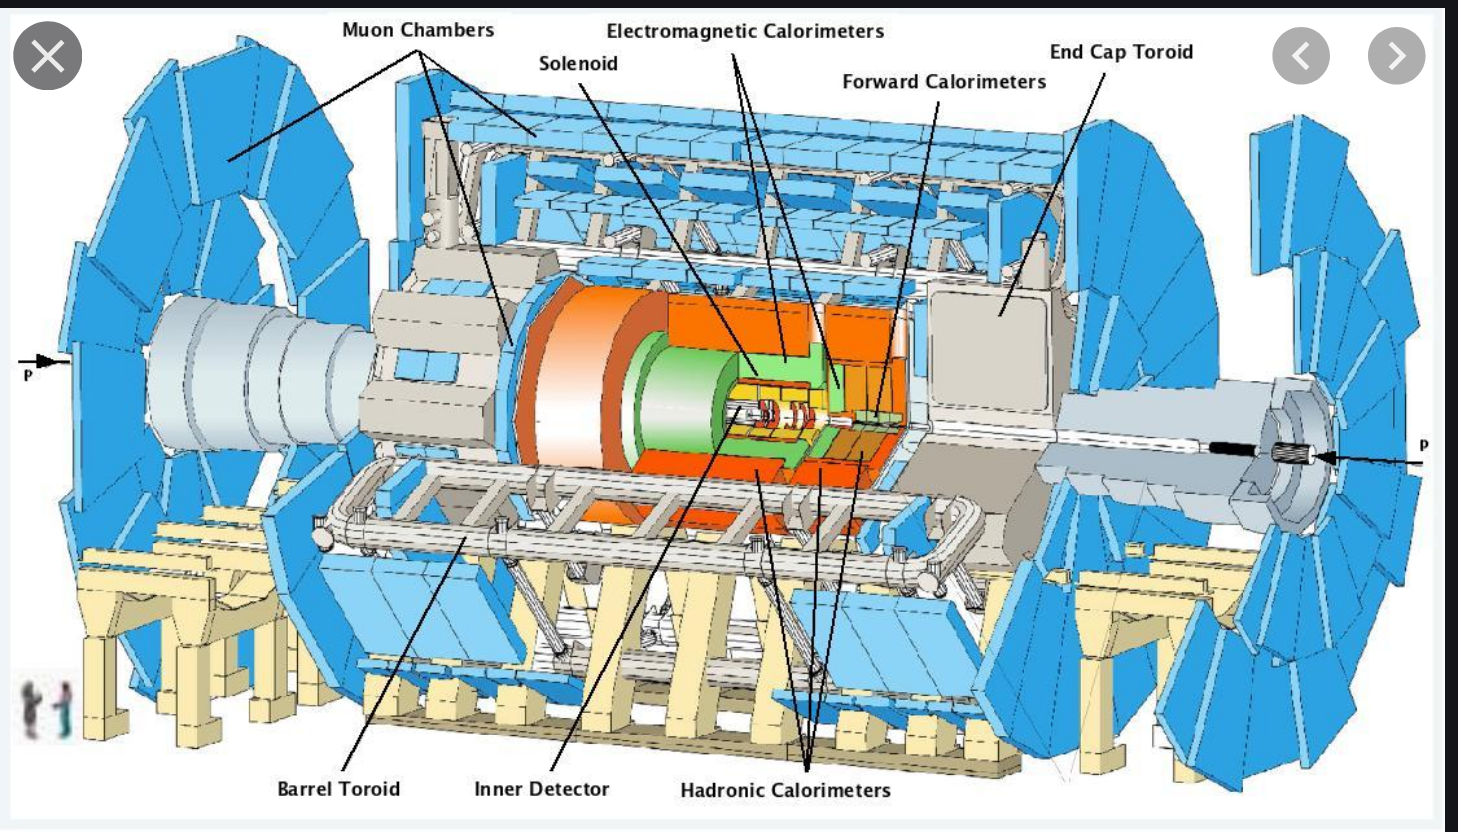 Muon Chambers
Electromagnetic Calorimeters
Solenoid
End Cap Toroid
Forward Calorimeters
P
P
Barrel Toroid
Inner Detector
Hadronic Calorimeters